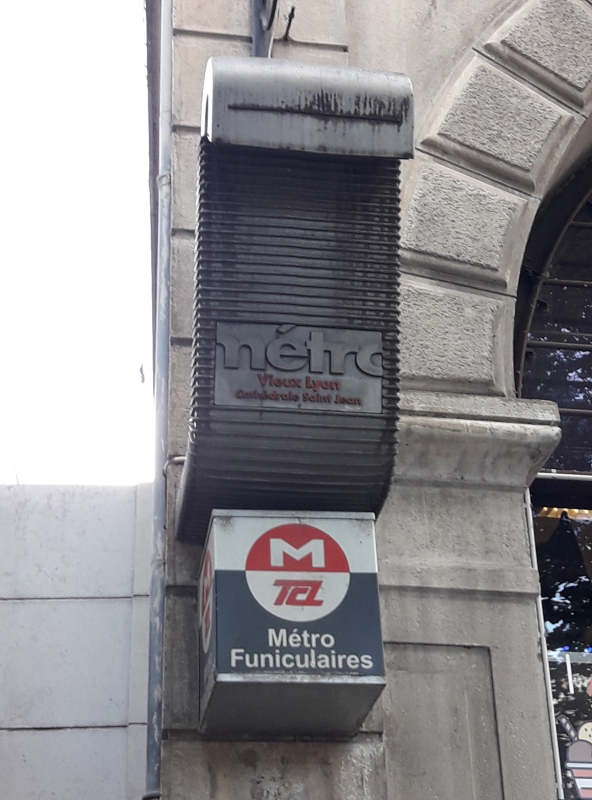 métro
Vieux Lyon
Cathédrale Saint Jean
M
TCL
Métro
Funiculaires